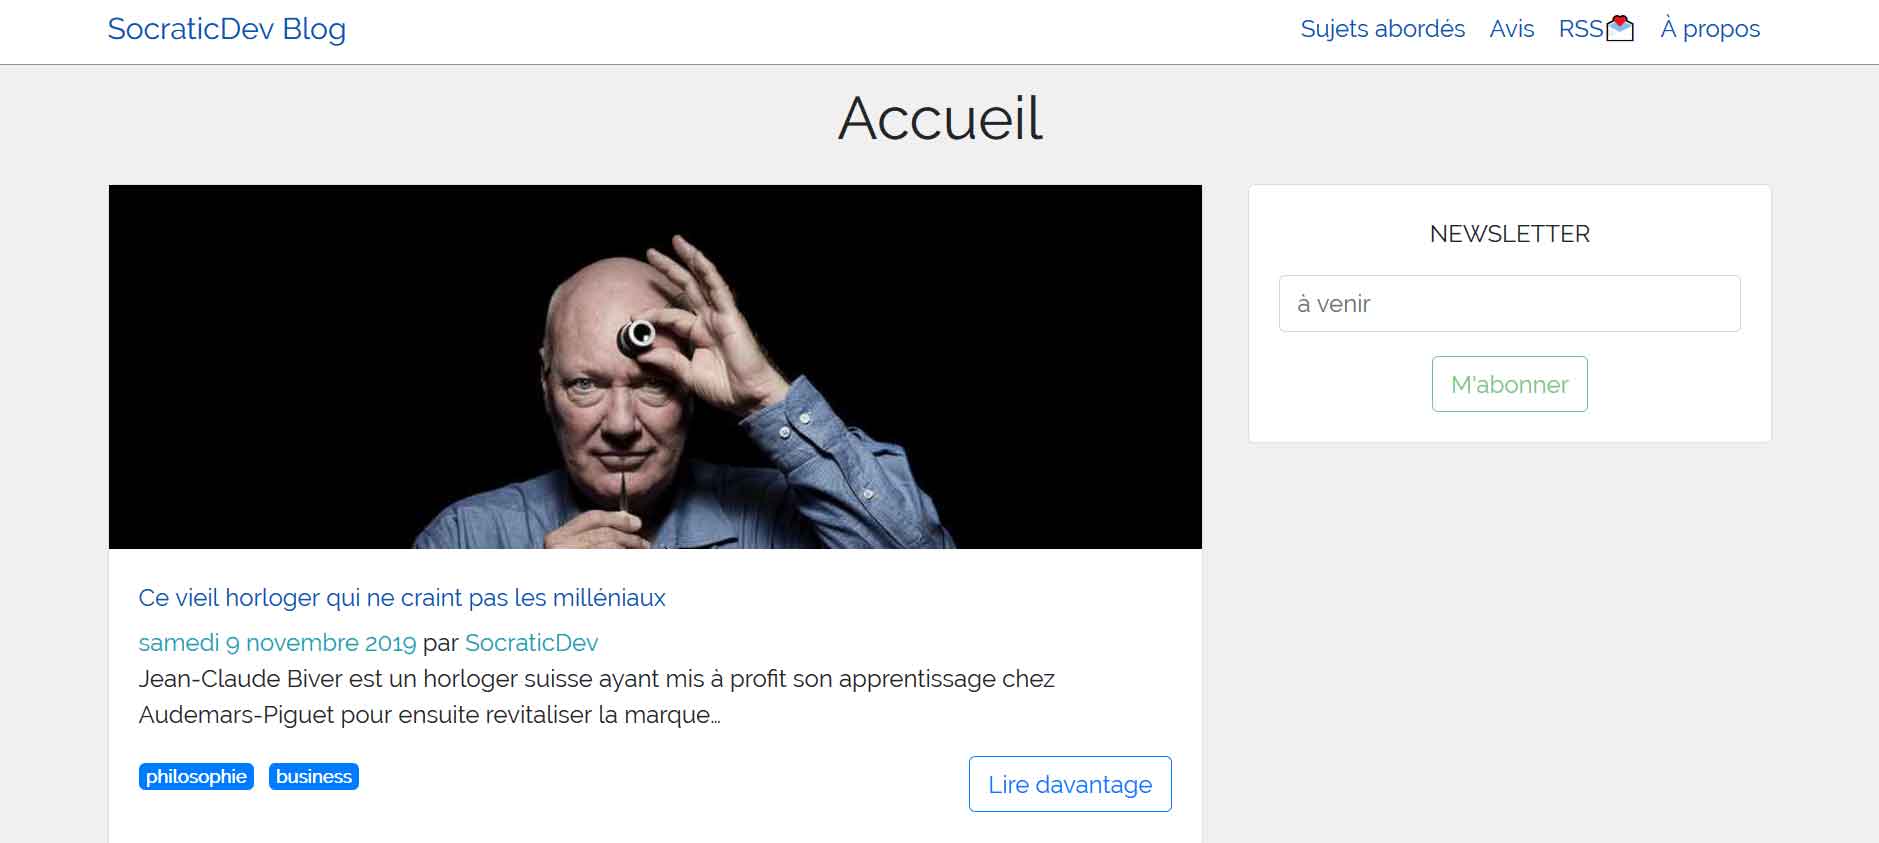 SocraticDev Blog
Sujets abordés Avis RSS À propos
Accueil
Ce vieil horloger qui ne craint pas les milléniaux
samedi 9 novembre 2019 par SocraticDev
Jean-Claude Biver est un horloger suisse ayant mis à profit son apprentissage chez
Audemars-Piguet pour ensuite revitaliser la marque…
philosophie business
Lire davantage
NEWSLETTER
à venir
M'abonner